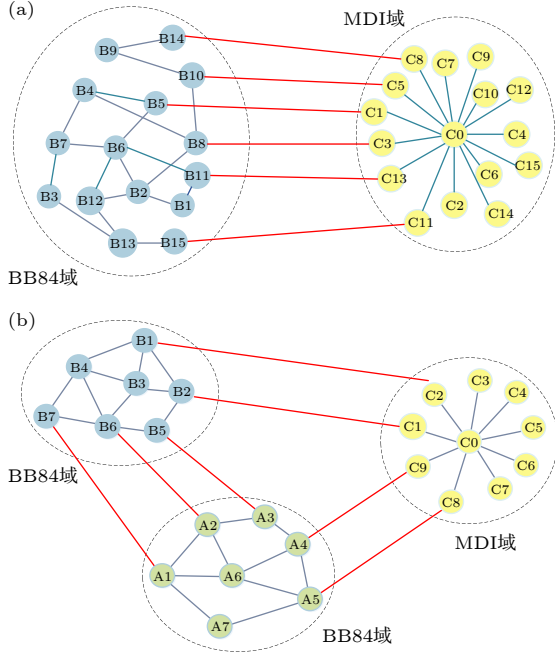 (a)
MDI域
B14
B9
C8
C7
C9
B10
C5
B4
C10
C12
B5
C1
C0
C4
B7
B6
B8
C3
C15
B11
C13
C6
B3
B12
B2
B1
C2
C14
C11
B13
B15
BB84域
(b)
B1
B4
C3
B3
B2
C2
C4
B7
B6
B5
C1
C5
C0
BB84域
C9
C6
C7
C8
A2
A3
A4
MDI域
A1
A6
A5
A7
BB84域